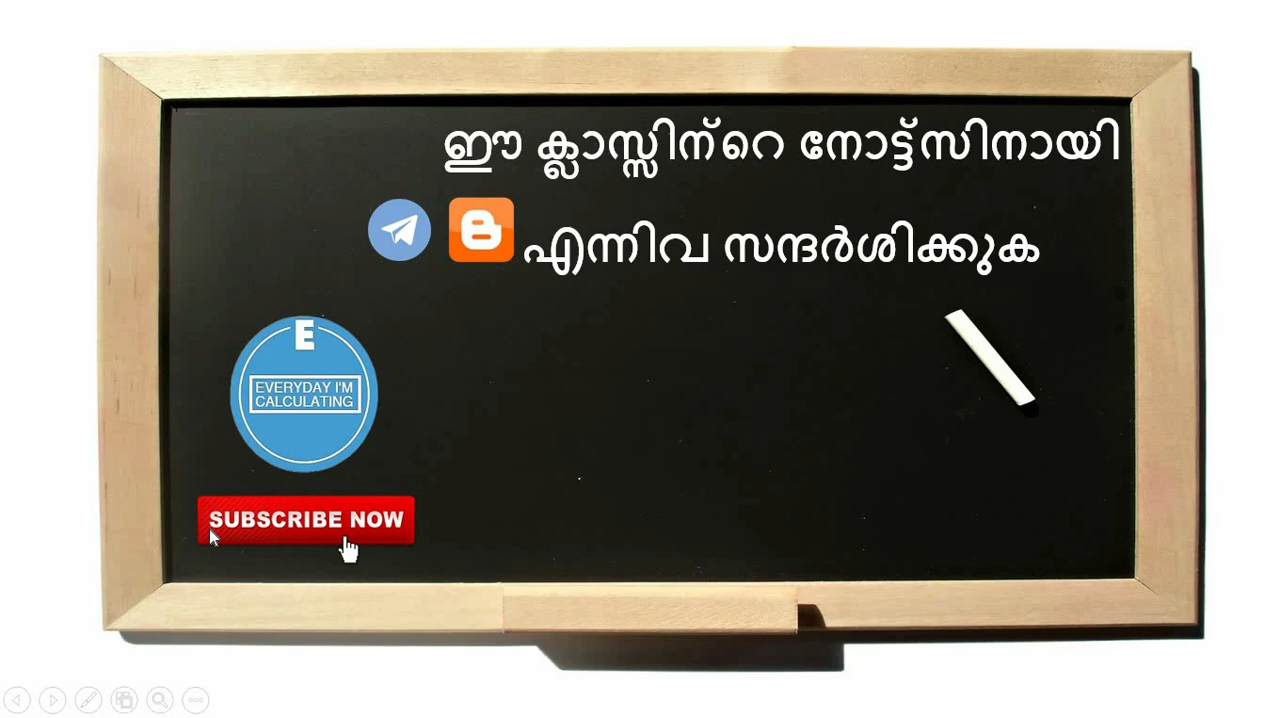 ഈ ക്ലാസ്സിന്റെ നോട്ട്സിനായി
എന്നിവ സന്ദർശിക്കുക
E
EVERYDAY I'M
CALCULATING
SUBSCRIBE NOW